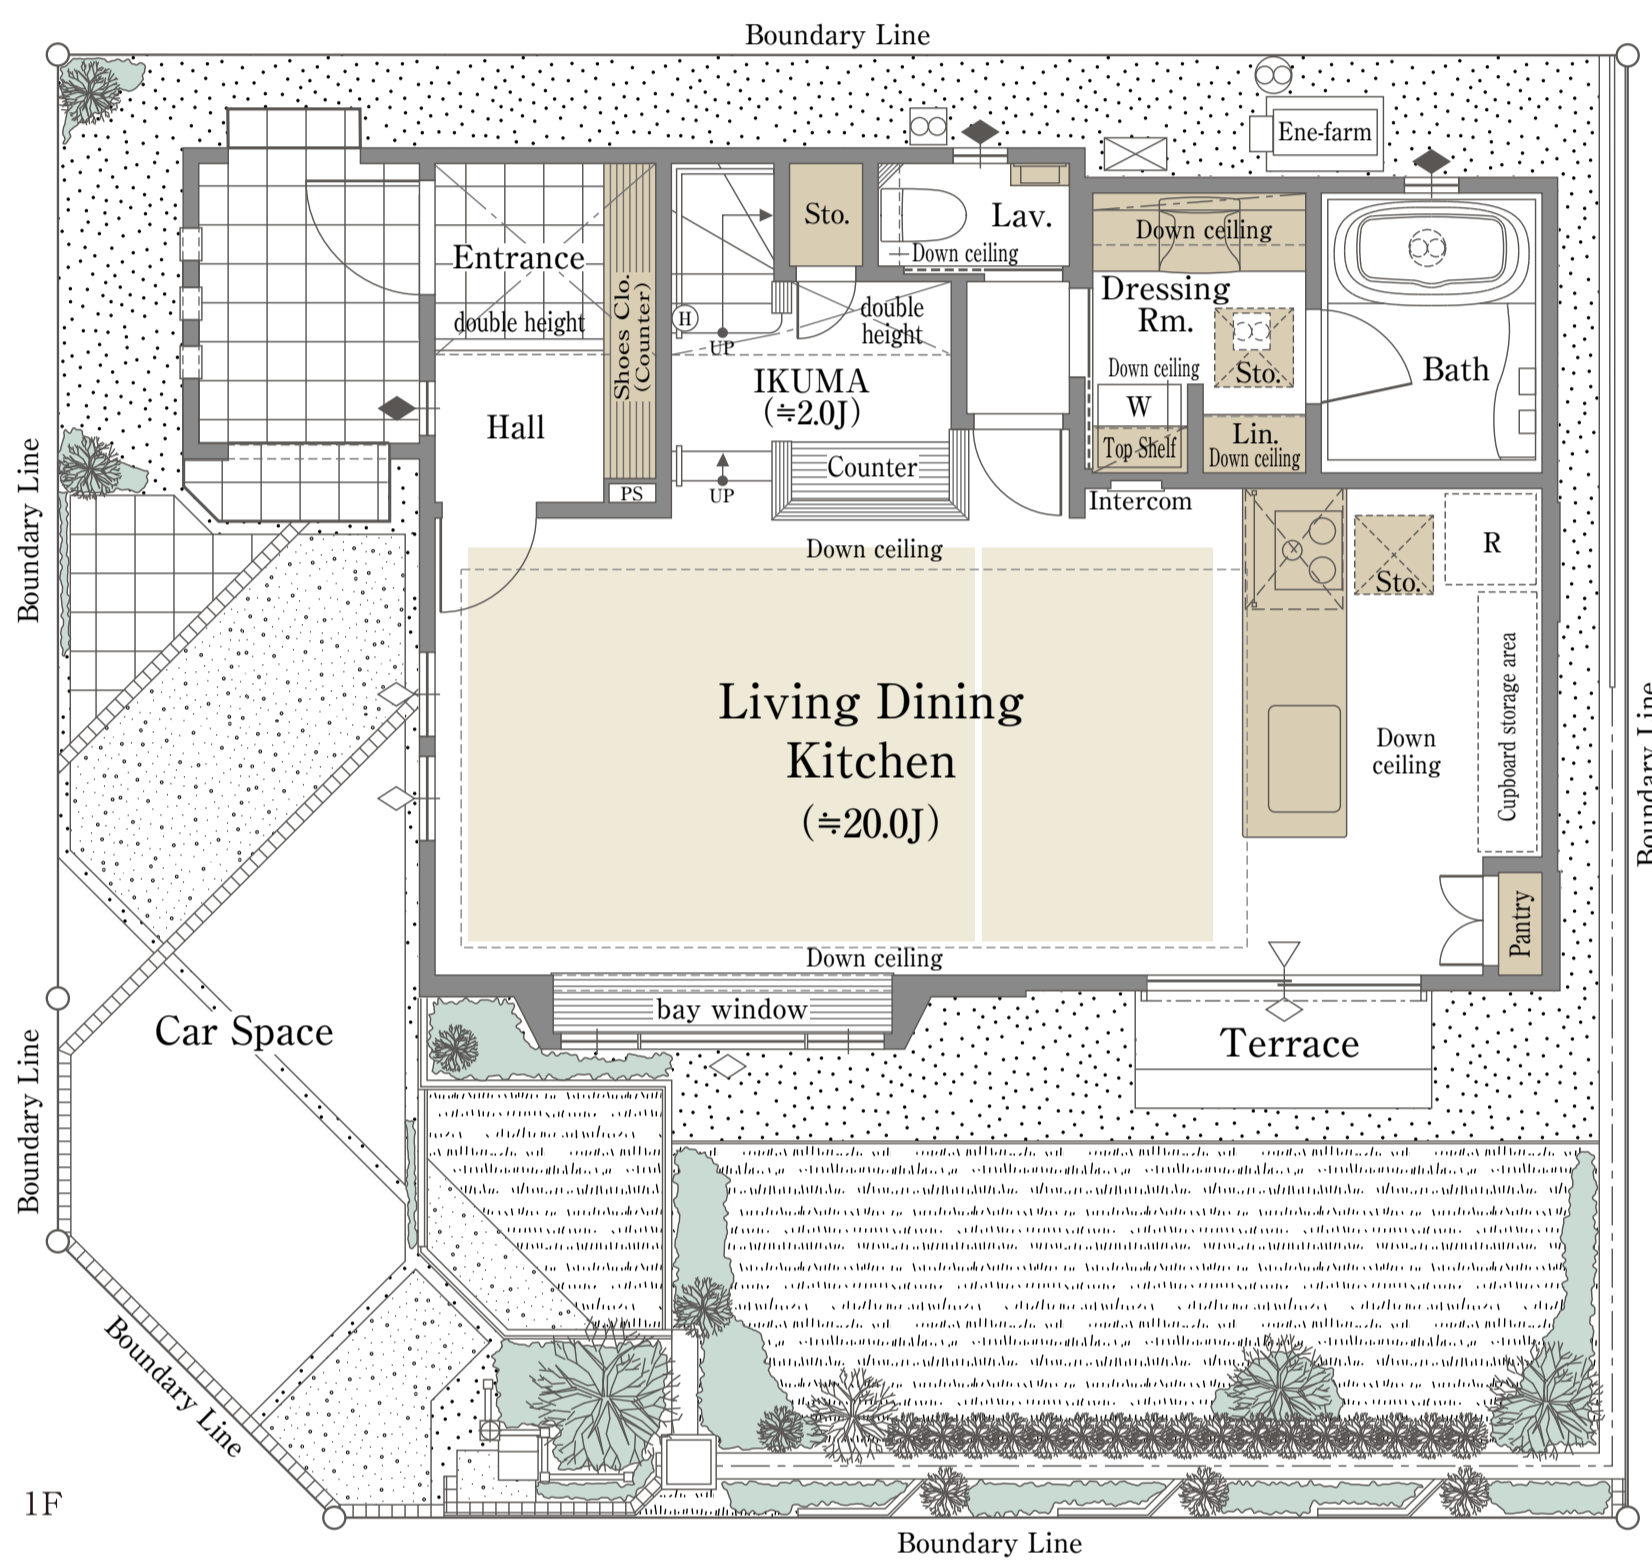 Boundary Line
Ene-farm
Sto.
Lav.
Down ceiling
Down ceiling
Entrance
double height
Shoes Clo.
(Counter)
H
UP
double
height
Dressing
Rm.
Down ceiling
Sto.
Bath
IKUMA
(≒2.0J)
W
Top Shelf
Lin.
Down ceiling
Hall
Counter
PS
UP
Intercom
Boundary Line
Down ceiling
R
Sto.
Living Dining
Kitchen
(≒20.0J)
Down
ceiling
Cupboard storage area
Boundary Line
Pantry
Down ceiling
bay window
Car Space
Terrace
Boundary Line
Boundary Line
1F
Boundary Line